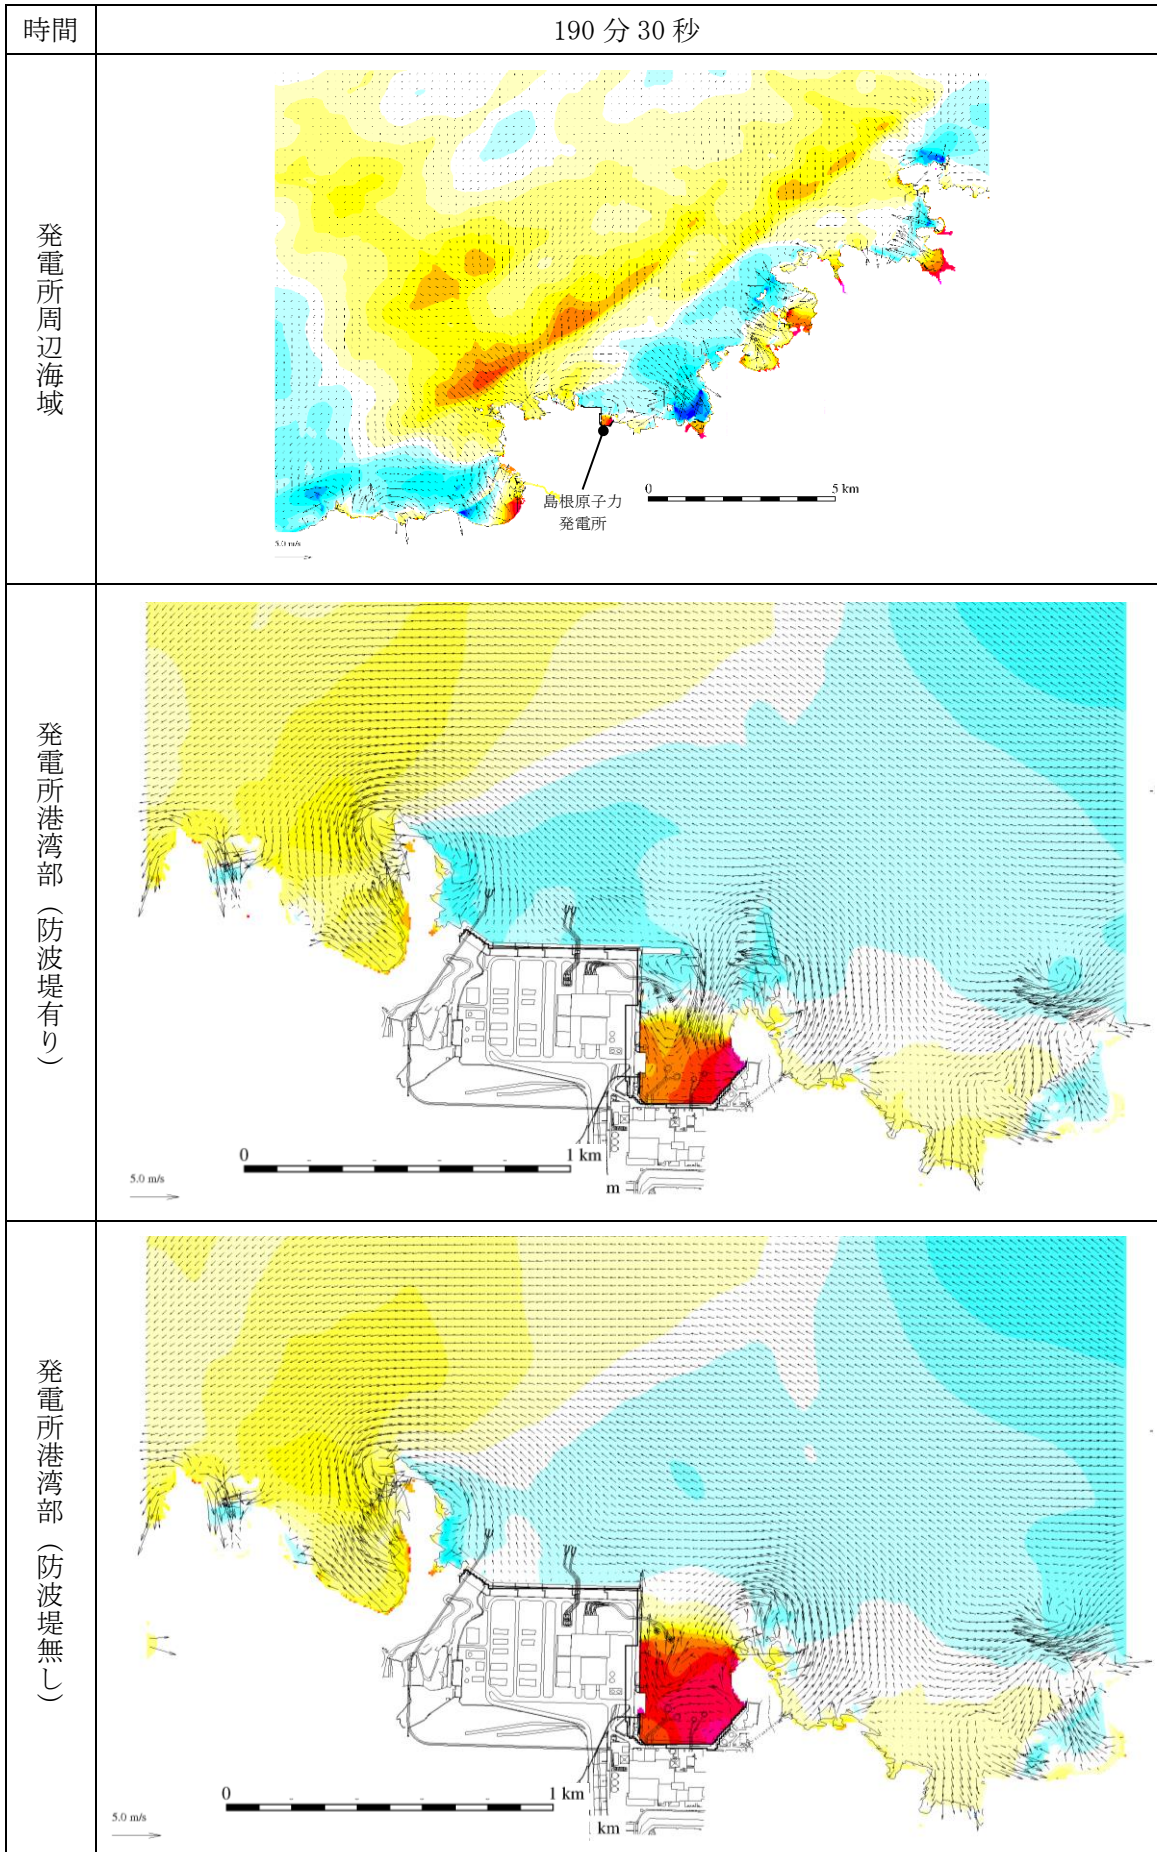 時間
190 分 30 秒
発電所周辺海域
島根原子力
発電所
0
5 km
5.0 m/s
発電所港湾部（防波堤有り）
0
1 km
5.0 m/s
m
発電所港湾部（防波堤無し）
0
1 km
5.0 m/s
km